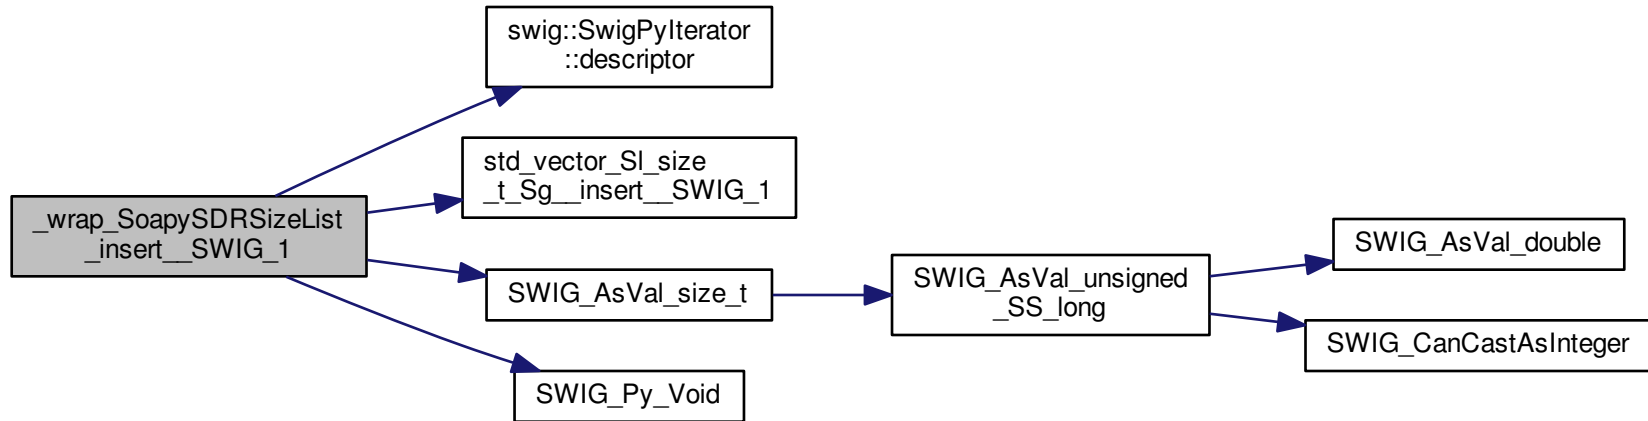 swig::SwigPyIterator
::descriptor
std_vector_Sl_size
_t_Sg__insert__SWIG_1
_wrap_SoapySDRSizeList
_insert__SWIG_1
SWIG_AsVal_size_t
SWIG_Py_Void
SWIG_AsVal_unsigned
_SS_long
SWIG_AsVal_double
SWIG_CanCastAsInteger